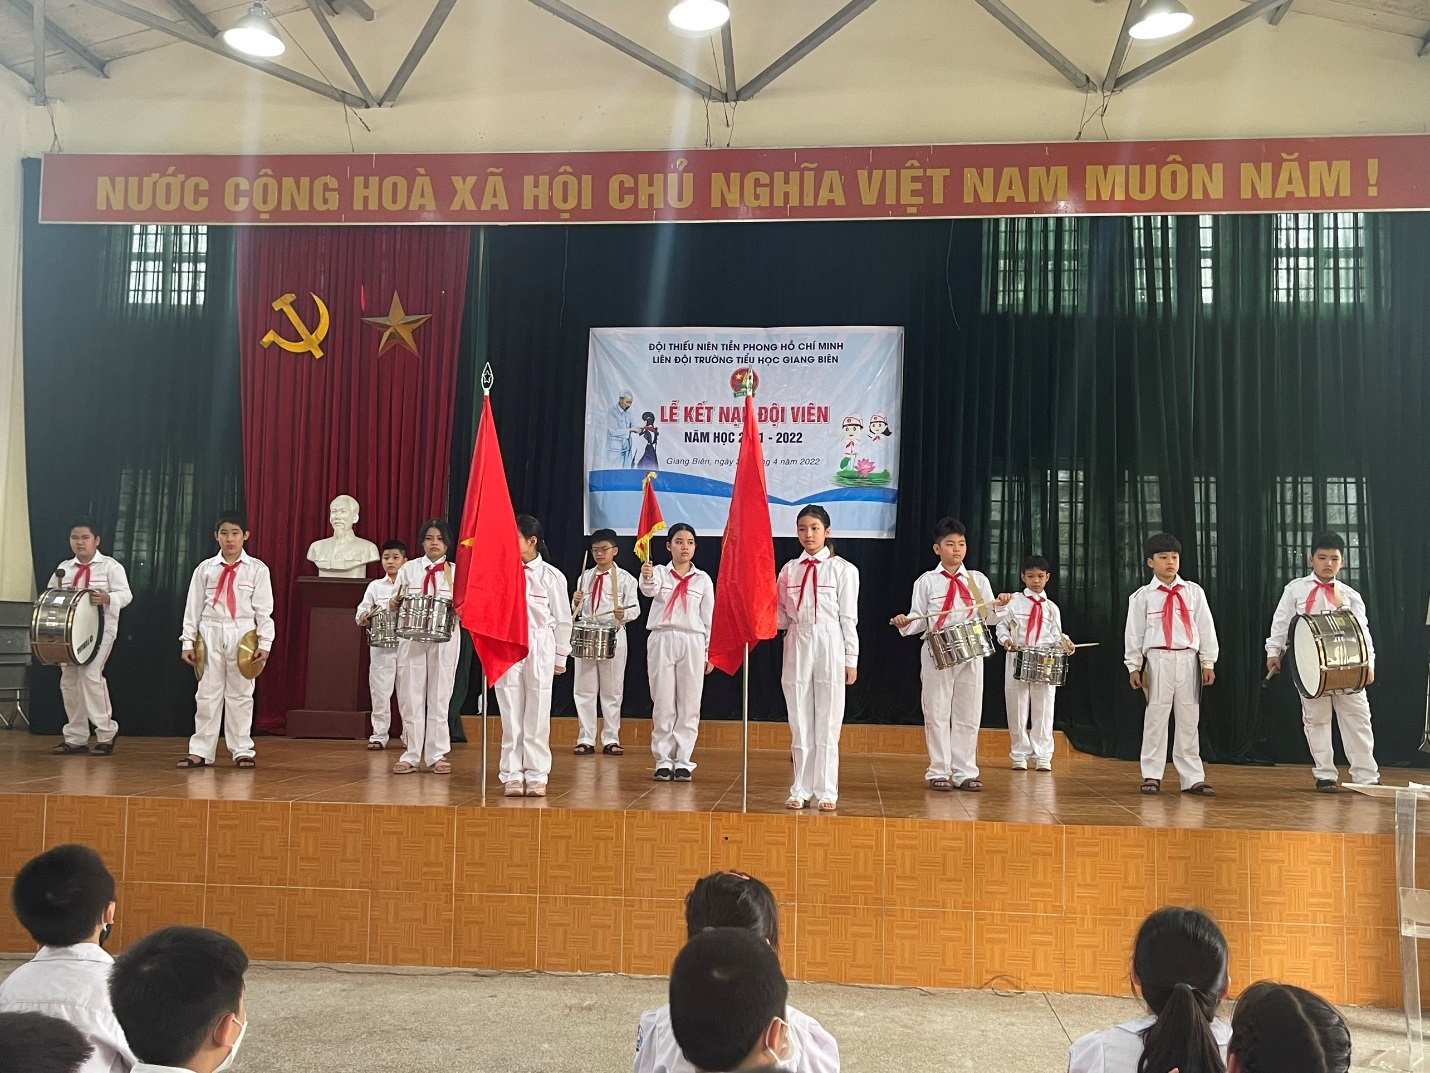 NƯỚC CỘNG HOÀ XÃ HỘI CHỦ NGHĨA VIỆT NAM MUÔN NĂM !
ĐỘI THIẾU NIÊN TIỀN PHONG HỒ CHÍ MINH
LIÊN ĐỘI TRƯỜNG TIỂU HỌC GIANG BIÊN
LỄ KẾT ĐỘI VIÊN
NĂM HỌC - 2022
Giang Biên, ngày 4 năm 2022